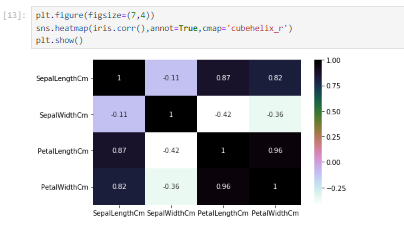 [13]: plt.figure(figsize=(7,4))
sns.heatmap(iris.corr(),annot=True,cmap='cubehelix_r')
plt.show()
SepalLengthCm 1 -0.11 0.87 0.82
SepalWidthCm -0.11 1 -0.42 -0.36
PetalLengthCm 0.87 -0.42 1 0.96
PetalWidthCm 0.82 -0.36 0.96 1
SepalLengthCm SepalWidthCm PetalLengthCm PetalWidthCm
1.00
0.75
0.50
0.25
0.00
−0.25